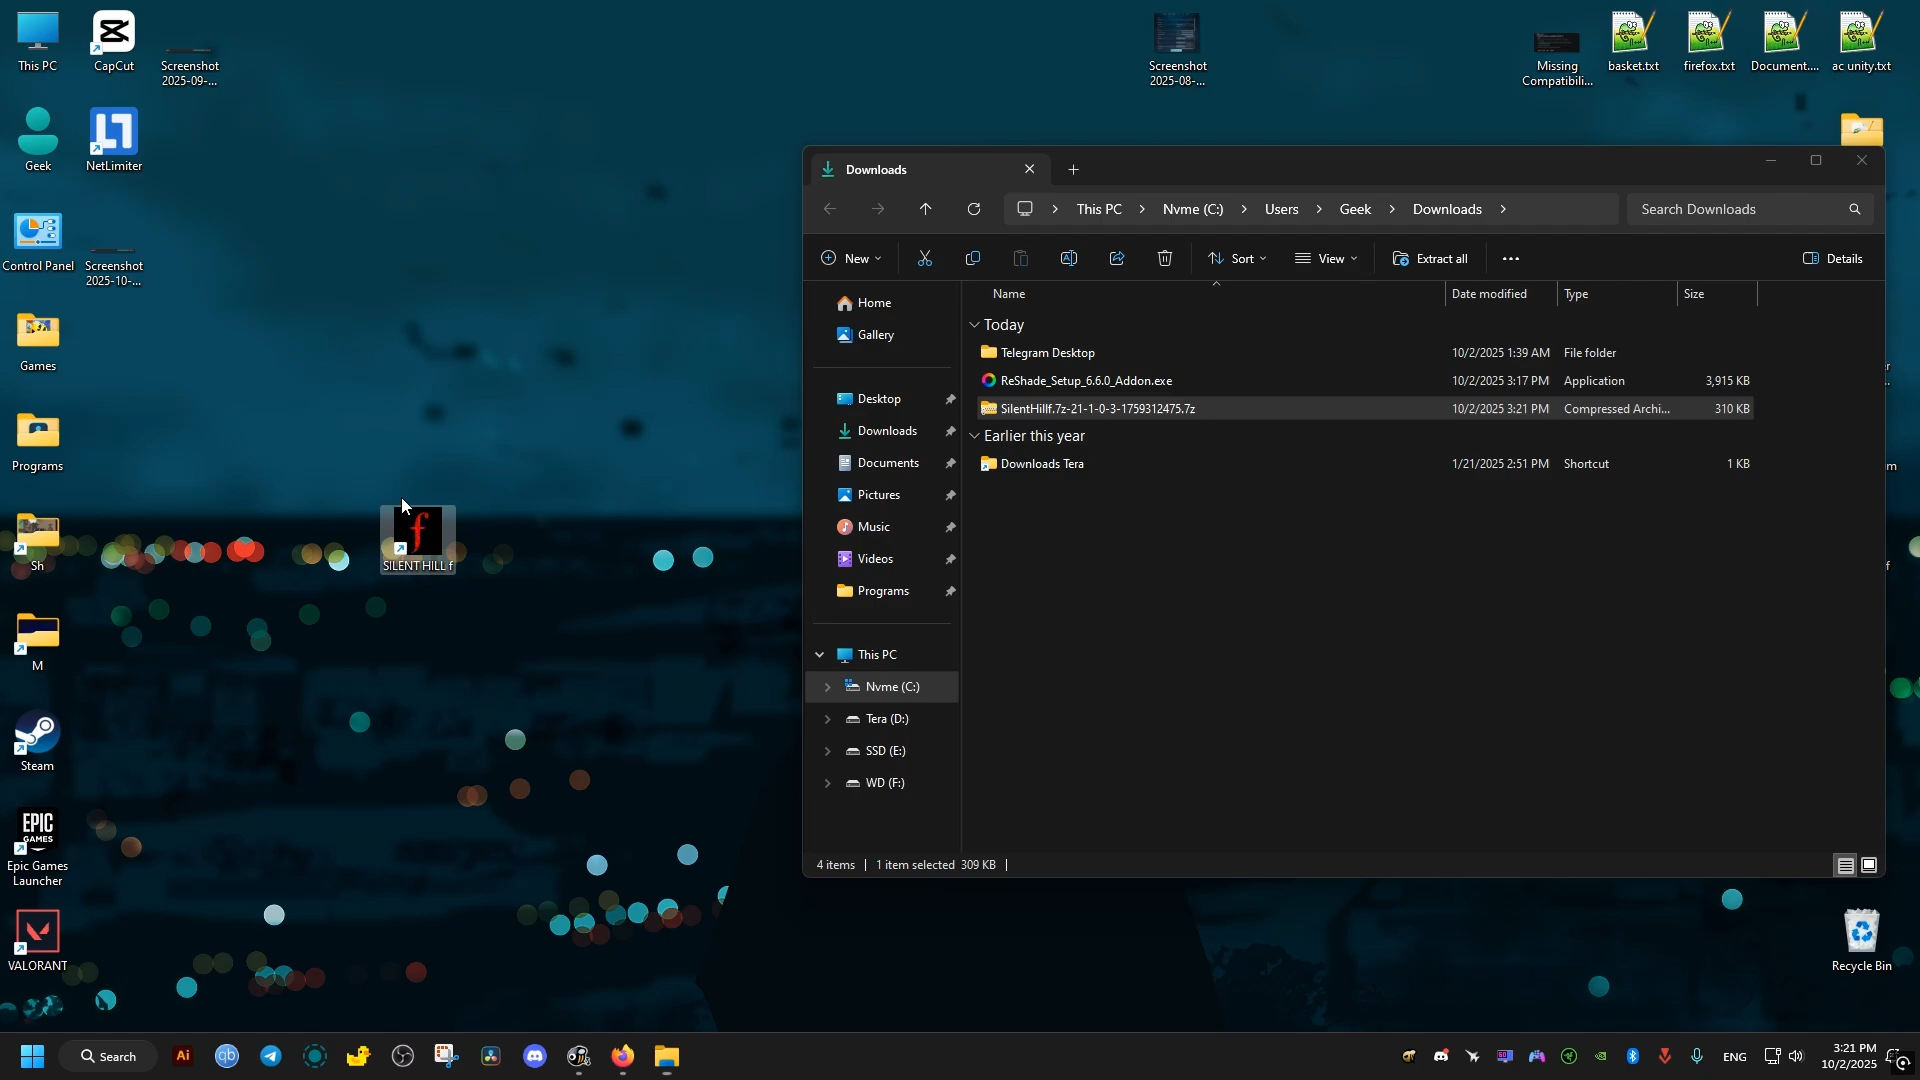 This PC
CapCut
Screenshot
2025-09-...
Screenshot
2025-08-...
Missing
Compatibili...
basket.txt
firefox.txt
Document....
ac unity.txt
Geek
NetLimiter
Control Panel
Screenshot
2025-10-...
Games
Programs
Sh
M
Steam
EPIC
GAMES
Epic Games
Launcher
VALORANT
f
SILENT HILL f
Recycle Bin
Downloads
This PC > Nvme (C:) > Users > Geek > Downloads >
Search Downloads
New
Sort
View
Extract all
Details
Home
Gallery
Desktop
Downloads
Documents
Pictures
Music
Videos
Programs
This PC
Nvme (C:)
Tera (D:)
SSD (E:)
WD (F:)
Name Date modified Type Size
Today
Telegram Desktop 10/2/2025 1:39 AM File folder
ReShade_Setup_6.6.0_Addon.exe 10/2/2025 3:17 PM Application 3,915 KB
SilentHillf.7z-21-1-0-3-1759312475.7z 10/2/2025 3:21 PM Compressed Archi... 310 KB
Earlier this year
Downloads Tera 1/21/2025 2:51 PM Shortcut 1 KB
4 items 1 item selected 309 KB
Search
Ai
qb
ENG
3:21 PM
10/2/2025